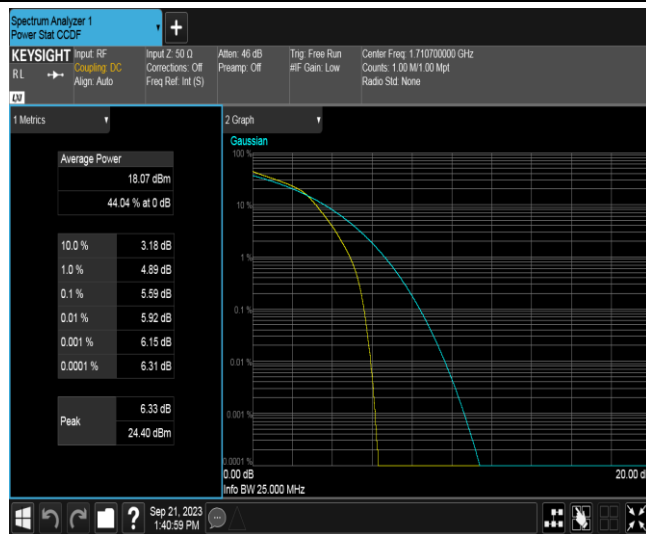 Spectrum Analyzer 1
Power Stat CCDF
+
KEYSIGHT
RL
Input: RF
Coupling: DC
Align: Auto
Input Z: 50 Ω
Corrections: Off
Freq Ref: Int (S)
Atten: 46 dB
Preamp: Off
Trig: Free Run
#IF Gain: Low
Center Freq: 1.710700000 GHz
Counts: 1.00 M/1.00 Mpt
Radio Std: None
LXI
1 Metrics
Average Power
18.07 dBm
44.04 % at 0 dB
10.0 % 3.18 dB
1.0 % 4.89 dB
0.1 % 5.59 dB
0.01 % 5.92 dB
0.001 % 6.15 dB
0.0001 % 6.31 dB
Peak
6.33 dB
24.40 dBm
2 Graph
Gaussian
100 %
10 %
1 %
0.1 %
0.01 %
0.001 %
0.0001 %
0.00 dB
20.00 d
Info BW 25.000 MHz
?
Sep 21, 2023
1:40:59 PM